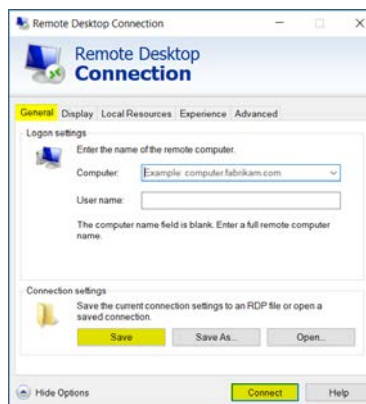 Remote Desktop Connection
Remote Desktop
Connection
General Display Local Resources Experience Advanced
Logon settings
Enter the name of the remote computer.
Computer: Example: computer.fabrikam.com
User name:
The computer name field is blank. Enter a full remote computer
name.
Connection settings
Save the current connection settings to an RDP file or open a
saved connection.
Save Save As... Open...
Hide Options Connect Help